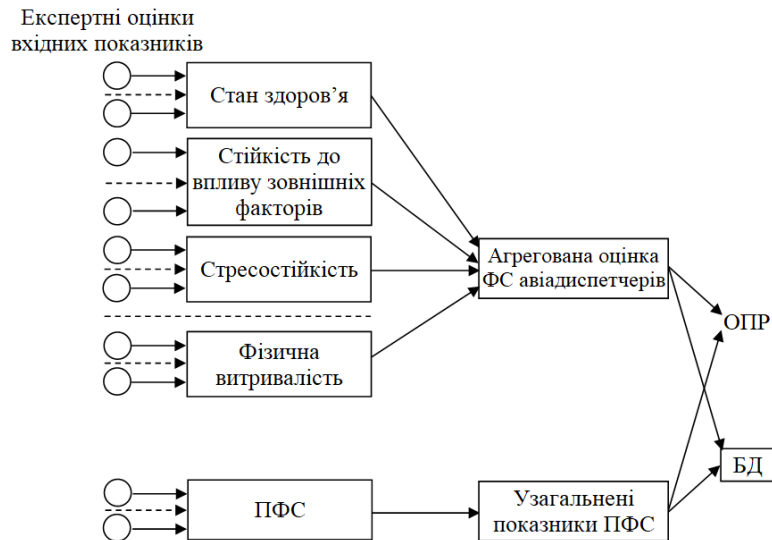 Експертні оцінки
вхідних показників
Стан здоров’я
Стійкість до
впливу зовнішніх
факторів
Стресостійкість
Агрегована оцінка
ФС авіадиспетчерів
ОПР
Фізична
витривалість
БД
ПФС
Узагальнені
показники ПФС